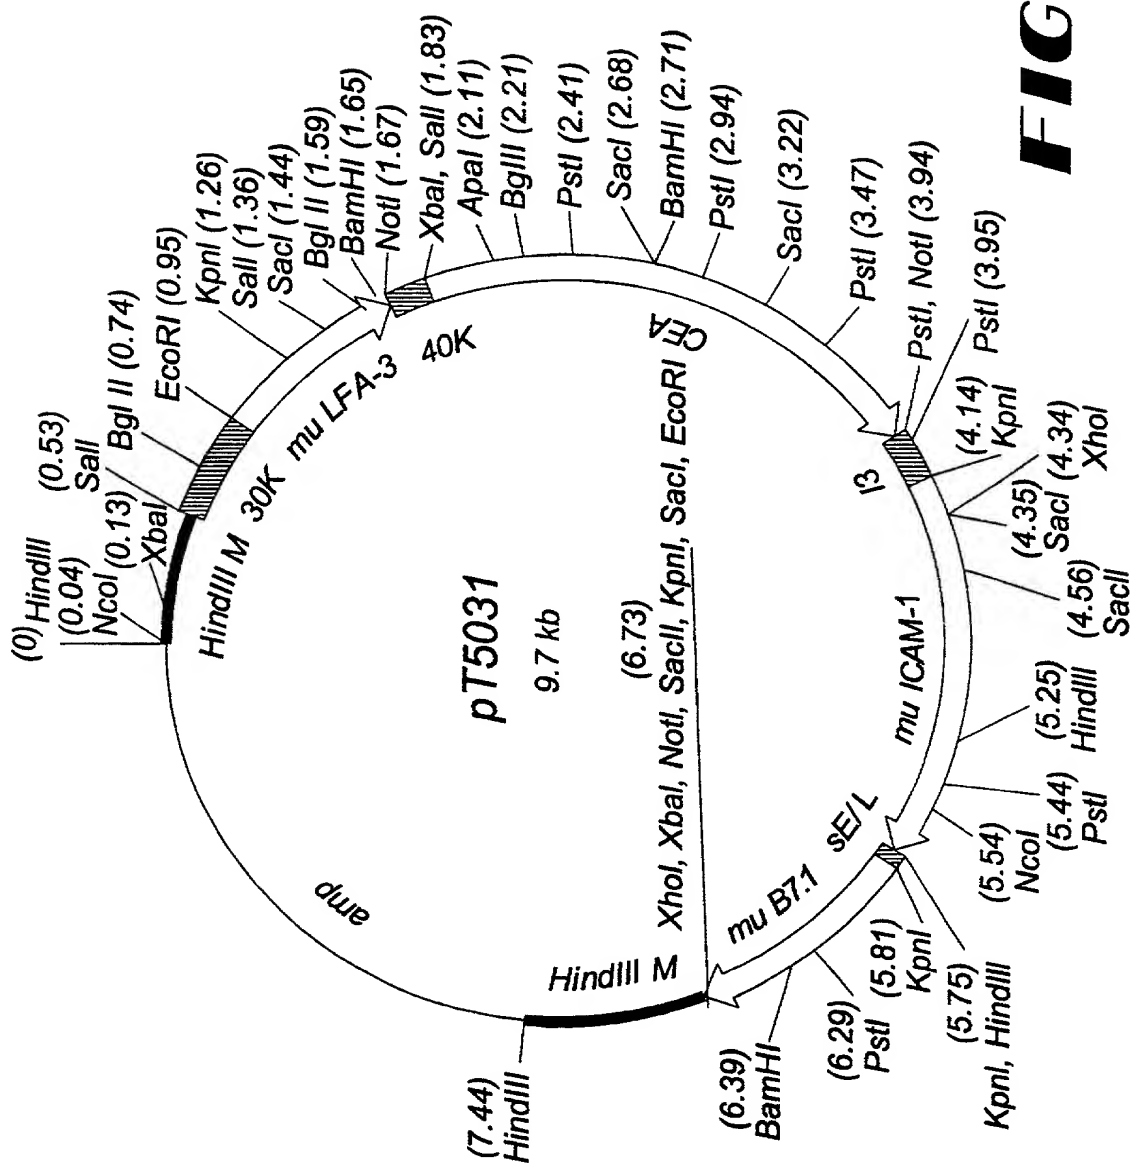 (0) HindIII
(0.04)
NcoI
(0.13)
XbaI
(0.53)
SalI
Bgl II (0.74)
EcoRI (0.95)
KpnI (1.26)
SalI (1.36)
SacI (1.44)
Bgl II (1.59)
BamHI (1.65)
NotI (1.67)
XbaI, SalI (1.83)
ApaI (2.11)
BglII (2.21)
PstI (2.41)
SacI (2.68)
BamHI (2.71)
PstI (2.94)
SacI (3.22)
PstI (3.47)
PstI, NotI (3.94)
PstI (3.95)
(4.14)
KpnI
(4.34)
XhoI
(4.35)
SacI
(4.56)
SacII
(5.25)
HindIII
(5.44)
PstI
(5.54)
NcoI
(5.75)
KpnI, HindIII
(5.81)
KpnI
(6.29)
PstI
(6.39)
BamHI
(6.73)
XhoI, XbaI, NotI, SacII, KpnI, SacI, EcoRI
(7.44)
HindIII
HindIII M
30K
mu LFA-3
40K
CEA
I3
mu ICAM-1
sE/L
mu B7.1
HindIII M
amp
pT5031
9.7 kb
FIG